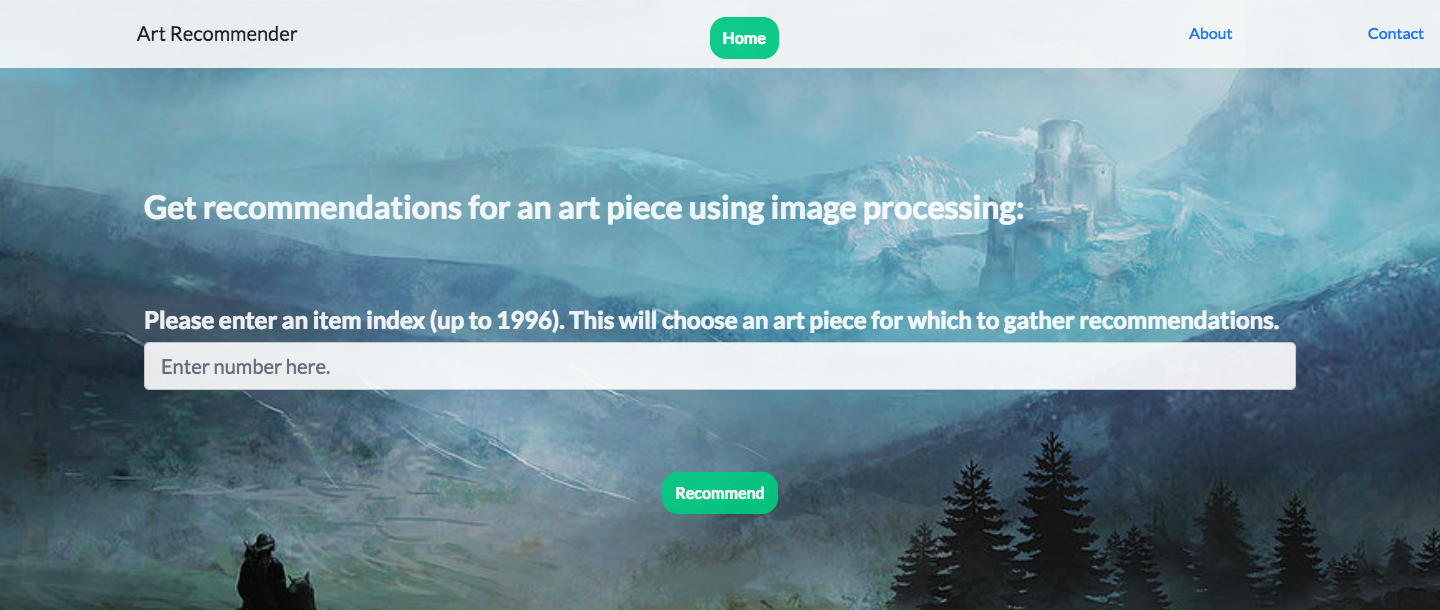 Art Recommender
Home
About
Contact
Get recommendations for an art piece using image processing:
Please enter an item index (up to 1996). This will choose an art piece for which to gather recommendations.
Enter number here.
Recommend